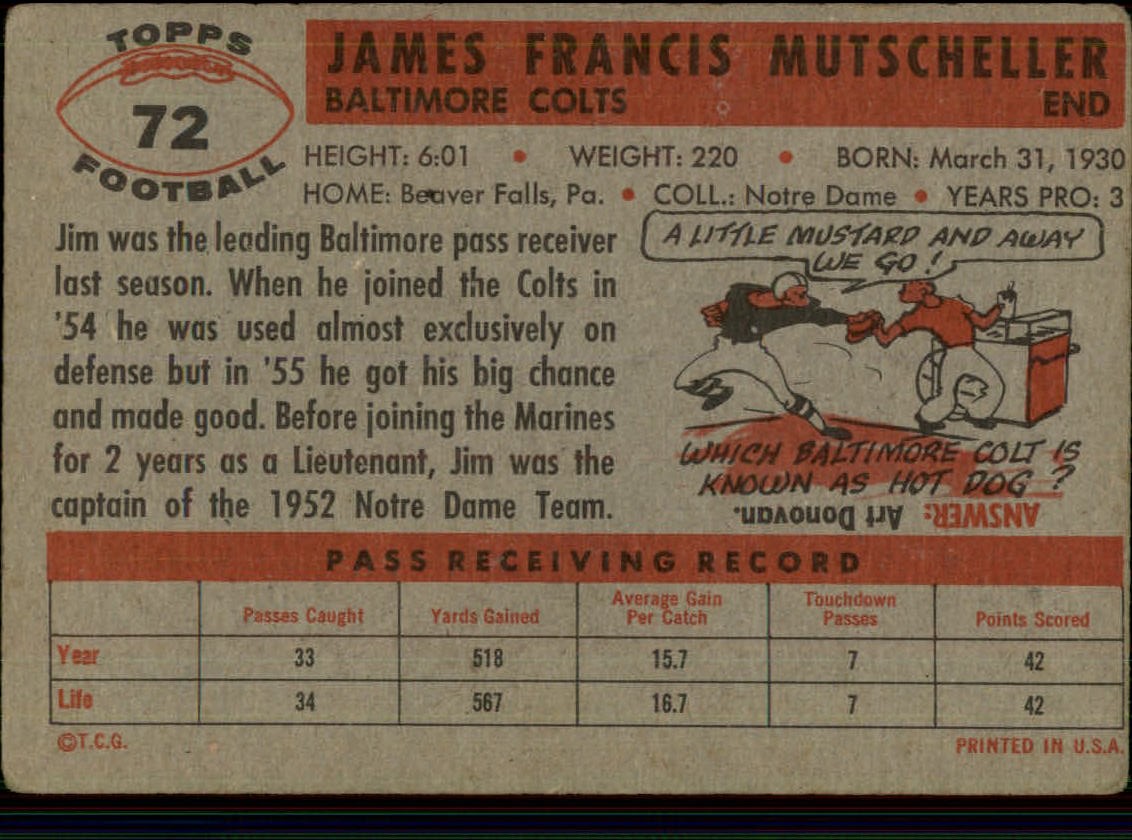 TOPPS
72
FOOTBALL
JAMES FRANCIS MUTSCHELLER
BALTIMORE COLTS END
HEIGHT: 6:01 • WEIGHT: 220 • BORN: March 31, 1930
HOME: Beaver Falls, Pa. • COLL.: Notre Dame • YEARS PRO: 3
Jim was the leading Baltimore pass receiver
last season. When he joined the Colts in
'54 he was used almost exclusively on
defense but in '55 he got his big chance
and made good. Before joining the Marines
for 2 years as a Lieutenant, Jim was the
captain of the 1952 Notre Dame Team.
A LITTLE MUSTARD AND AWAY
WE GO!
WHICH BALTIMORE COLT IS
KNOWN AS HOT DOG?
ANSWER: Art Donovan.
PASS RECEIVING RECORD
Passes Caught Yards Gained Average Gain Per Catch Touchdown Passes Points Scored
Year 33 518 15.7 7 42
Life 34 567 16.7 7 42
©T.C.G. PRINTED IN U.S.A.